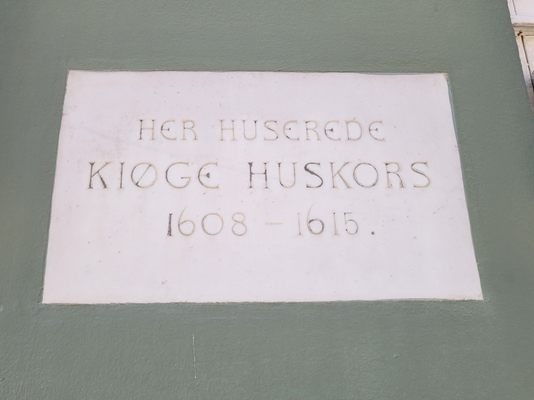 HER HUSEREDE
KIØGE HUSKORS
1608 - 1615.